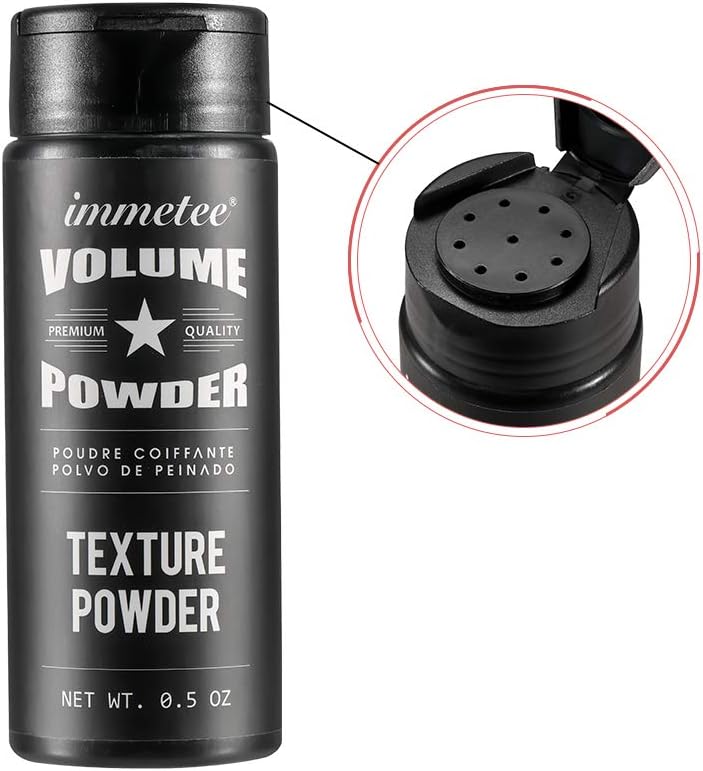 immetee®
VOLUME
PREMIUM QUALITY
POWDER
POUDRE COIFFANTE
POLVO DE PEINADO
TEXTURE
POWDER
NET WT. 0.5 OZ